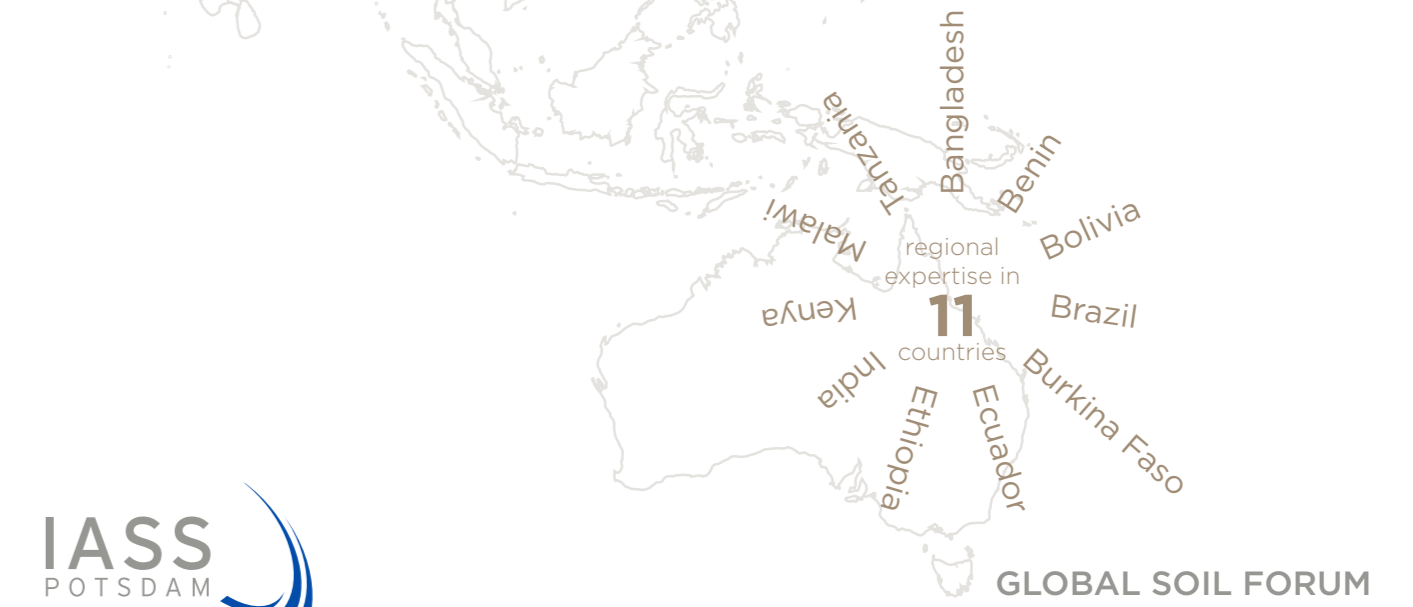 Bangladesh
Benin
Bolivia
Brazil
Burkina Faso
Ecuador
Ethiopia
India
Kenya
Malawi
Tanzania
regional
expertise in
11
countries
IASS
POTSDAM
GLOBAL SOIL FORUM